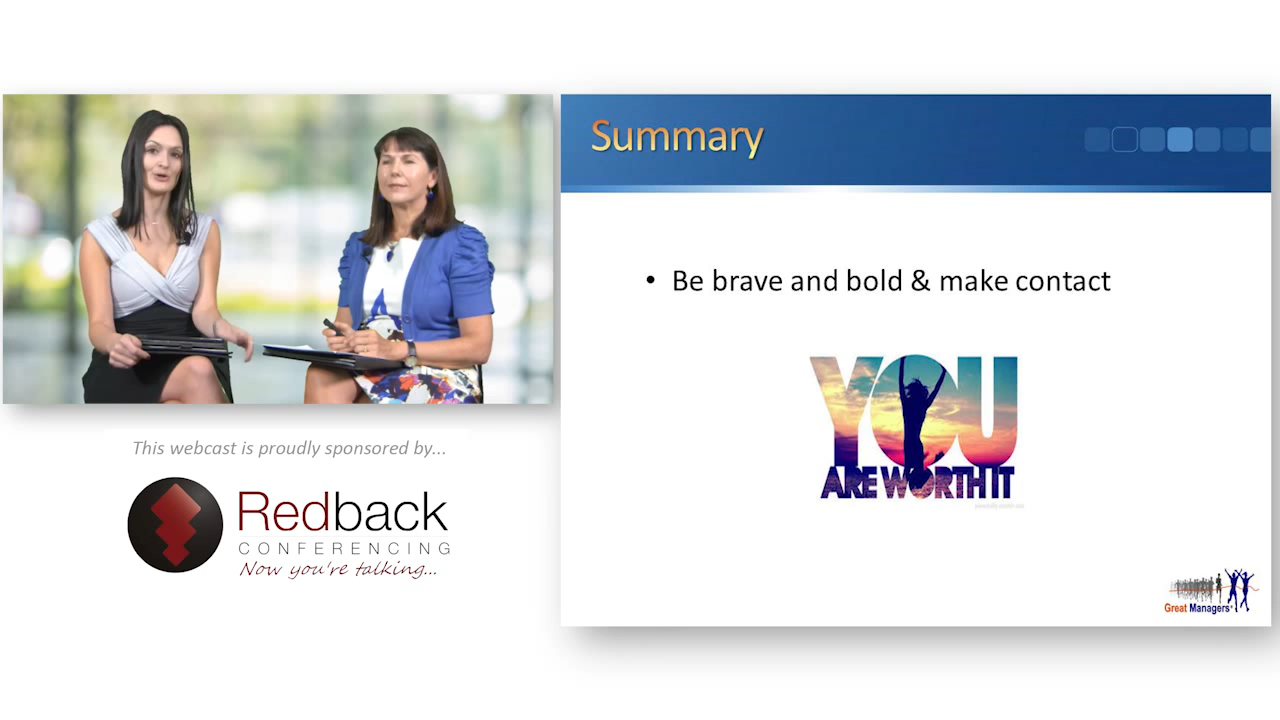 Summary
• Be brave and bold & make contact
YOU
ARE WORTH IT
Great Managers®
This webcast is proudly sponsored by...
Redback
CONFERENCING
Now you're talking...